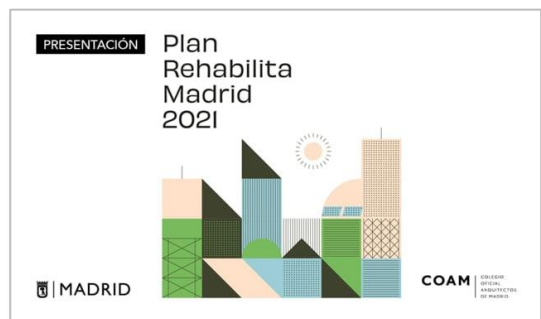 PRESENTACIÓN
Plan
Rehabilita
Madrid
2021
MADRID
COAM
COLEGIO
OFICIAL
ARQUITECTOS
DE MADRID